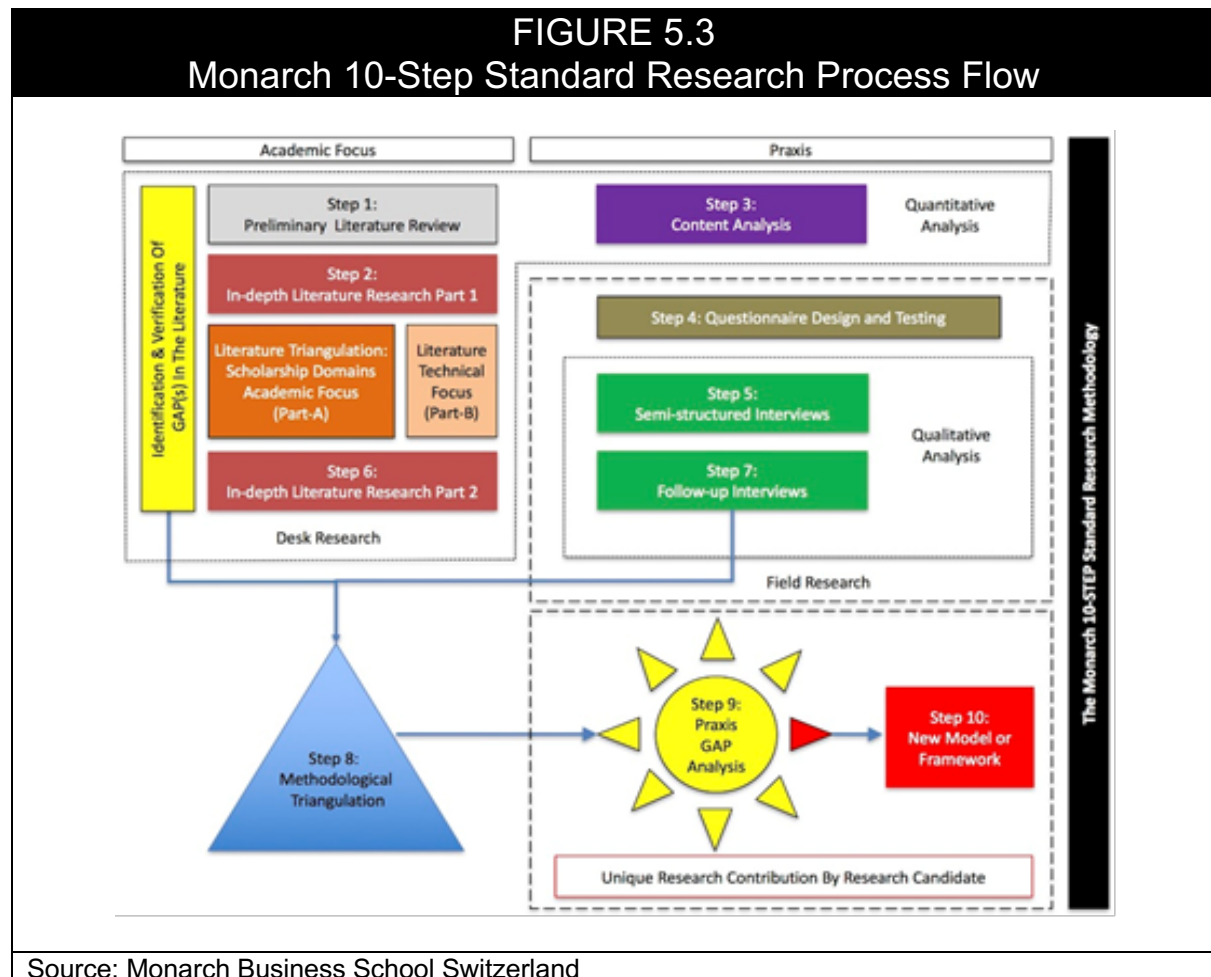 FIGURE 5.3
Monarch 10-Step Standard Research Process Flow
Academic Focus
Praxis
Identification & Verification Of
GAP(s) In The Literature
Step 1:
Preliminary Literature Review
Step 2:
In-depth Literature Research Part 1
Literature Triangulation:
Scholarship Domains
Academic Focus
(Part-A)
Literature
Technical
Focus
(Part-B)
Step 6:
In-depth Literature Research Part 2
Desk Research
Step 3:
Content Analysis
Quantitative
Analysis
Step 4: Questionnaire Design and Testing
Step 5:
Semi-structured Interviews
Qualitative
Analysis
Step 7:
Follow-up Interviews
Field Research
Step 8:
Methodological
Triangulation
Step 9:
Praxis
GAP
Analysis
Step 10:
New Model or
Framework
Unique Research Contribution By Research Candidate
The Monarch 10-STEP Standard Research Methodology
Source: Monarch Business School Switzerland